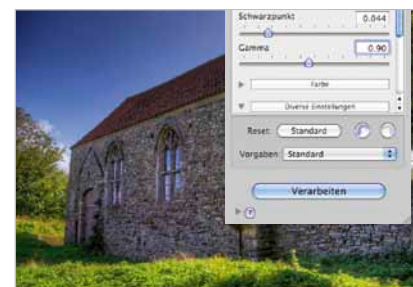 Schwarzpunkt 0.044
Gamma 0.90
Farbe
Diverse Einstellungen
Reset: Standard
Vorgaben: Standard
Verarbeiten
?